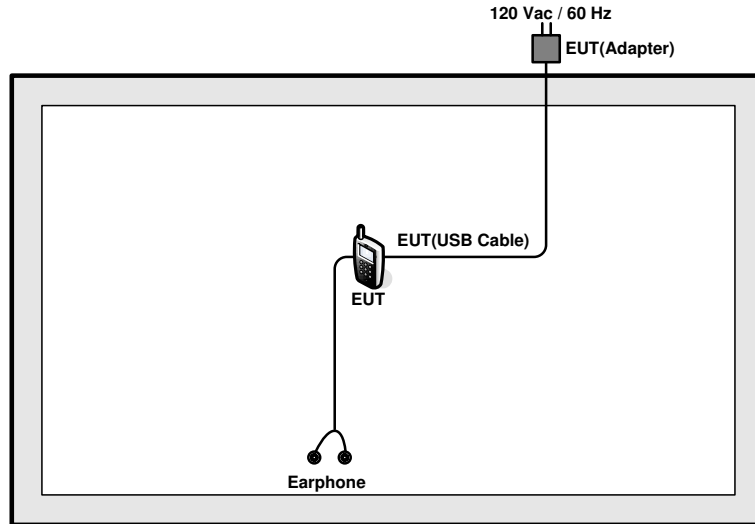 120 Vac / 60 Hz
EUT(Adapter)
EUT(USB Cable)
EUT
Earphone